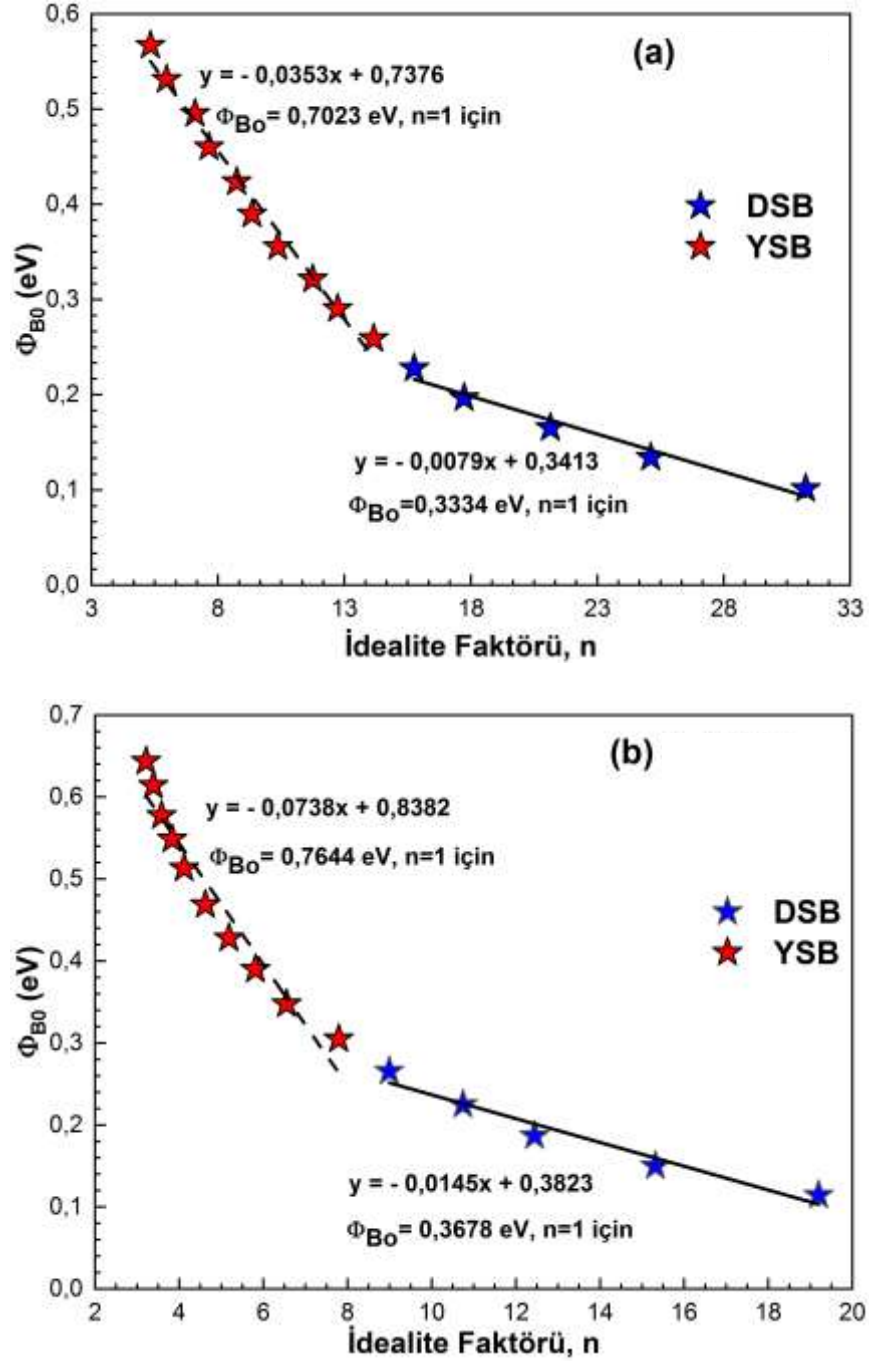 0,6
(a)
y = - 0,0353x + 0,7376
ΦBo= 0,7023 eV, n=1 için
0,5
DSB
YSB
0,4
0,3
0,2
0,1
0,0
y = - 0,0079x + 0,3413
ΦBo=0,3334 eV, n=1 için
ΦB0 (eV)
3 8 13 18 23 28 33
İdealite Faktörü, n
0,7
(b)
0,6
y = - 0,0738x + 0,8382
ΦBo= 0,7644 eV, n=1 için
0,5
DSB
YSB
0,4
0,3
0,2
0,1
0,0
y = - 0,0145x + 0,3823
ΦBo= 0,3678 eV, n=1 için
ΦB0 (eV)
2 4 6 8 10 12 14 16 18 20
İdealite Faktörü, n